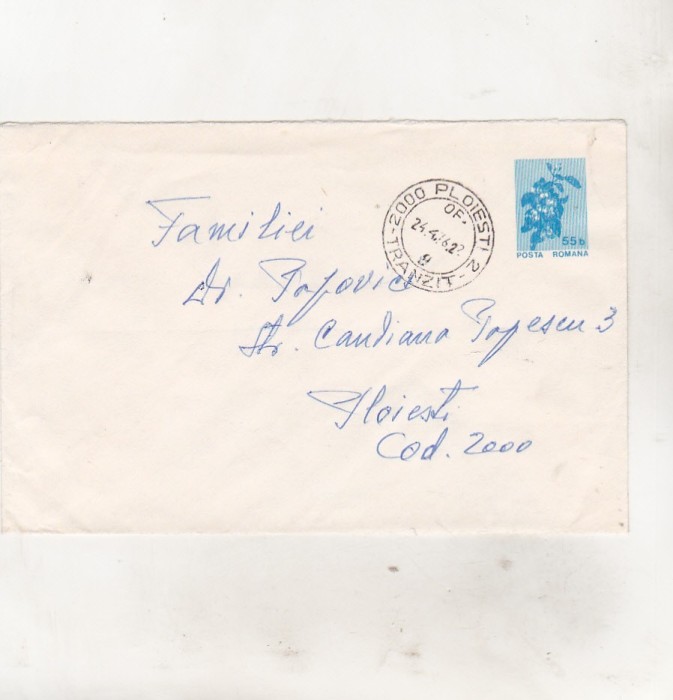 Familiei
Dr. Popovici
Str. Candiano Popescu 3
Ploiesti
Cod. 2000
2000 PLOIESTI 2
OF.
24.4.76.22
TRANZIT
55b
POSTA ROMANA